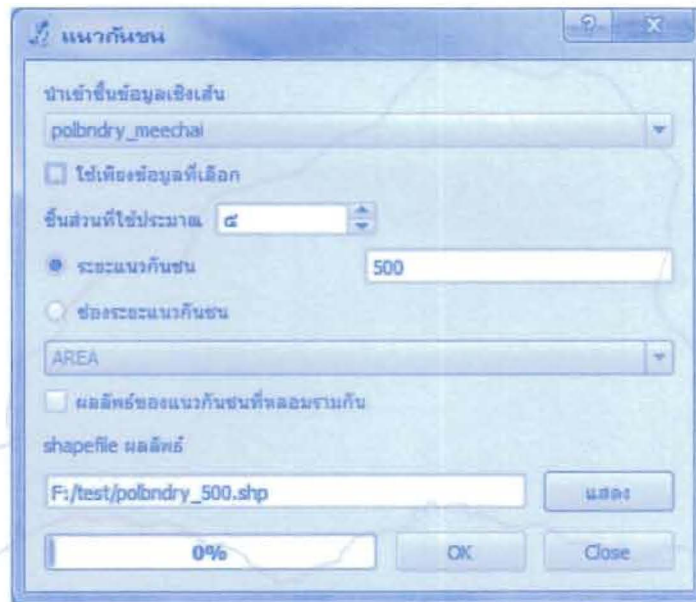 แนวกันชน
นำเข้าชั้นข้อมูลเชิงเส้น
polbndry_meechai
ใช้เพียงข้อมูลที่เลือก
ชิ้นส่วนที่ใช้ประมาณ ๕
ระยะแนวกันชน 500
ช่องระยะแนวกันชน
AREA
ผลลัพธ์ของแนวกันชนที่หลอมรวมกัน
shapefile ผลลัพธ์
F:/test/polbndry_500.shp แสดง
0% OK Close